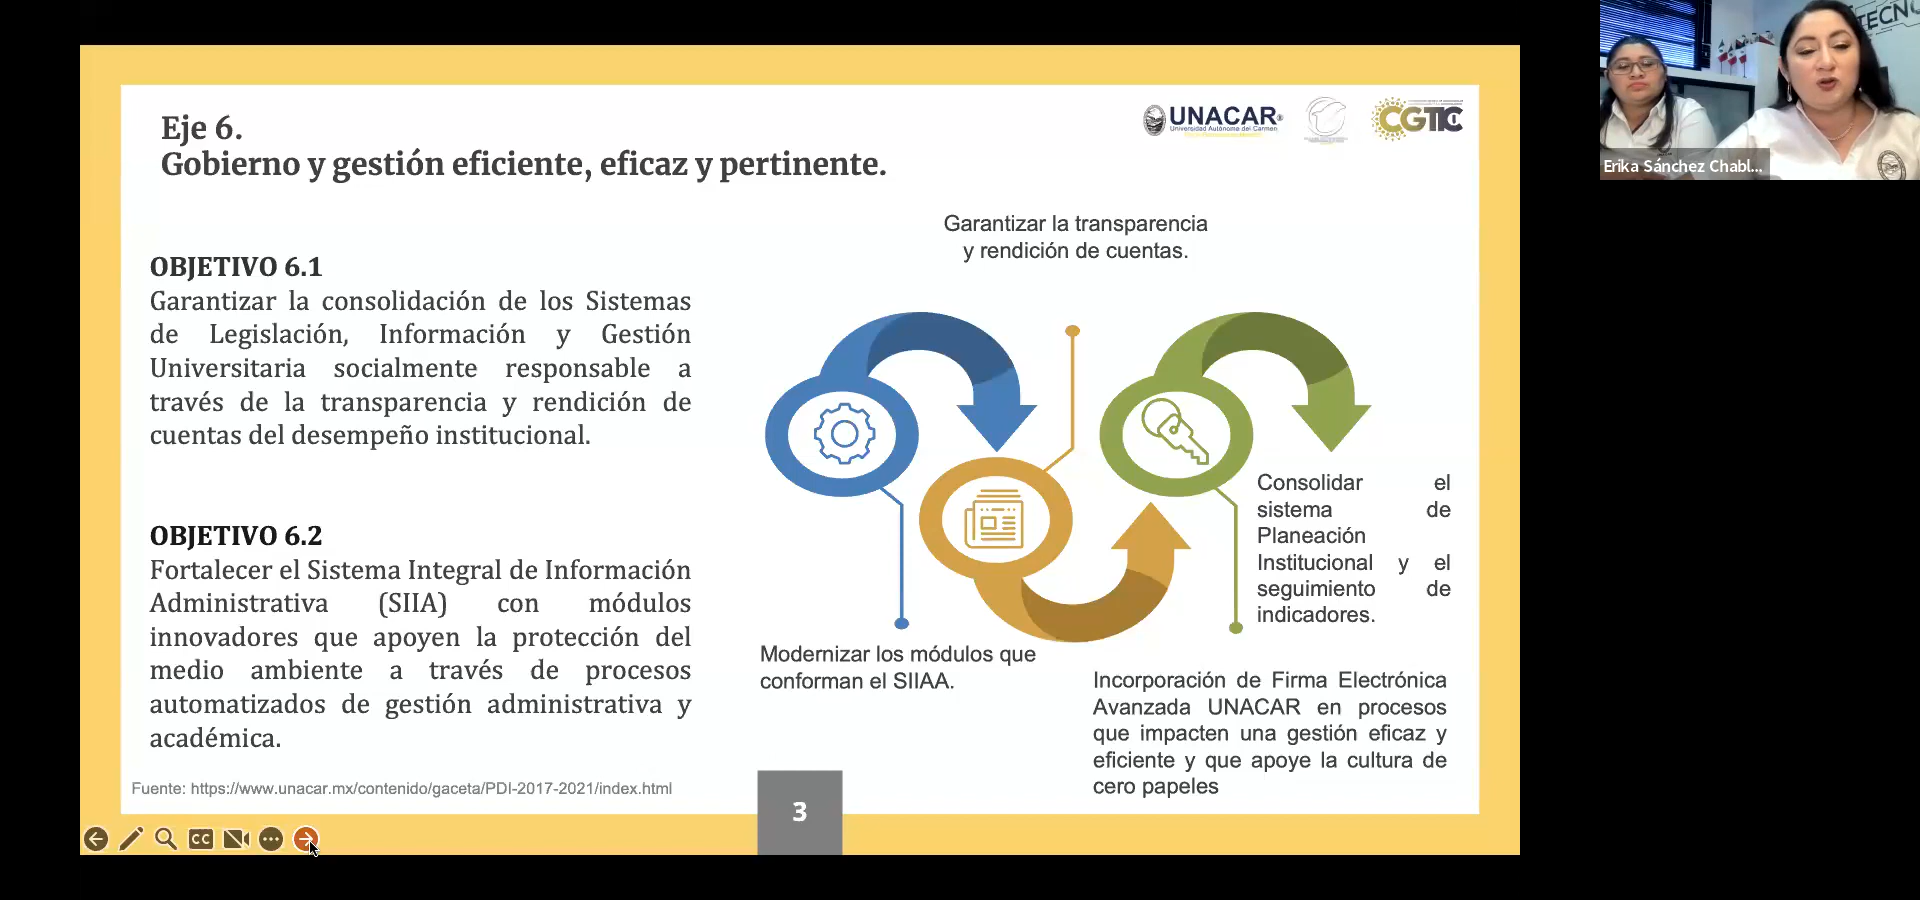 Eje 6.
Gobierno y gestión eficiente, eficaz y pertinente.
UNACAR®
Universidad Autónoma del Carmen
CGTIC
TECNO
Erika Sánchez Chabl...
OBJETIVO 6.1
Garantizar la consolidación de los Sistemas
de Legislación, Información y Gestión
Universitaria socialmente responsable a
través de la transparencia y rendición de
cuentas del desempeño institucional.
OBJETIVO 6.2
Fortalecer el Sistema Integral de Información
Administrativa (SIIA) con módulos
innovadores que apoyen la protección del
medio ambiente a través de procesos
automatizados de gestión administrativa y
académica.
Fuente: https://www.unacar.mx/contenido/gaceta/PDI-2017-2021/index.html
Garantizar la transparencia
y rendición de cuentas.
Modernizar los módulos que
conforman el SIIAA.
Consolidar el
sistema de
Planeación
Institucional y el
seguimiento de
indicadores.
Incorporación de Firma Electrónica
Avanzada UNACAR en procesos
que impacten una gestión eficaz y
eficiente y que apoye la cultura de
cero papeles
3
CC